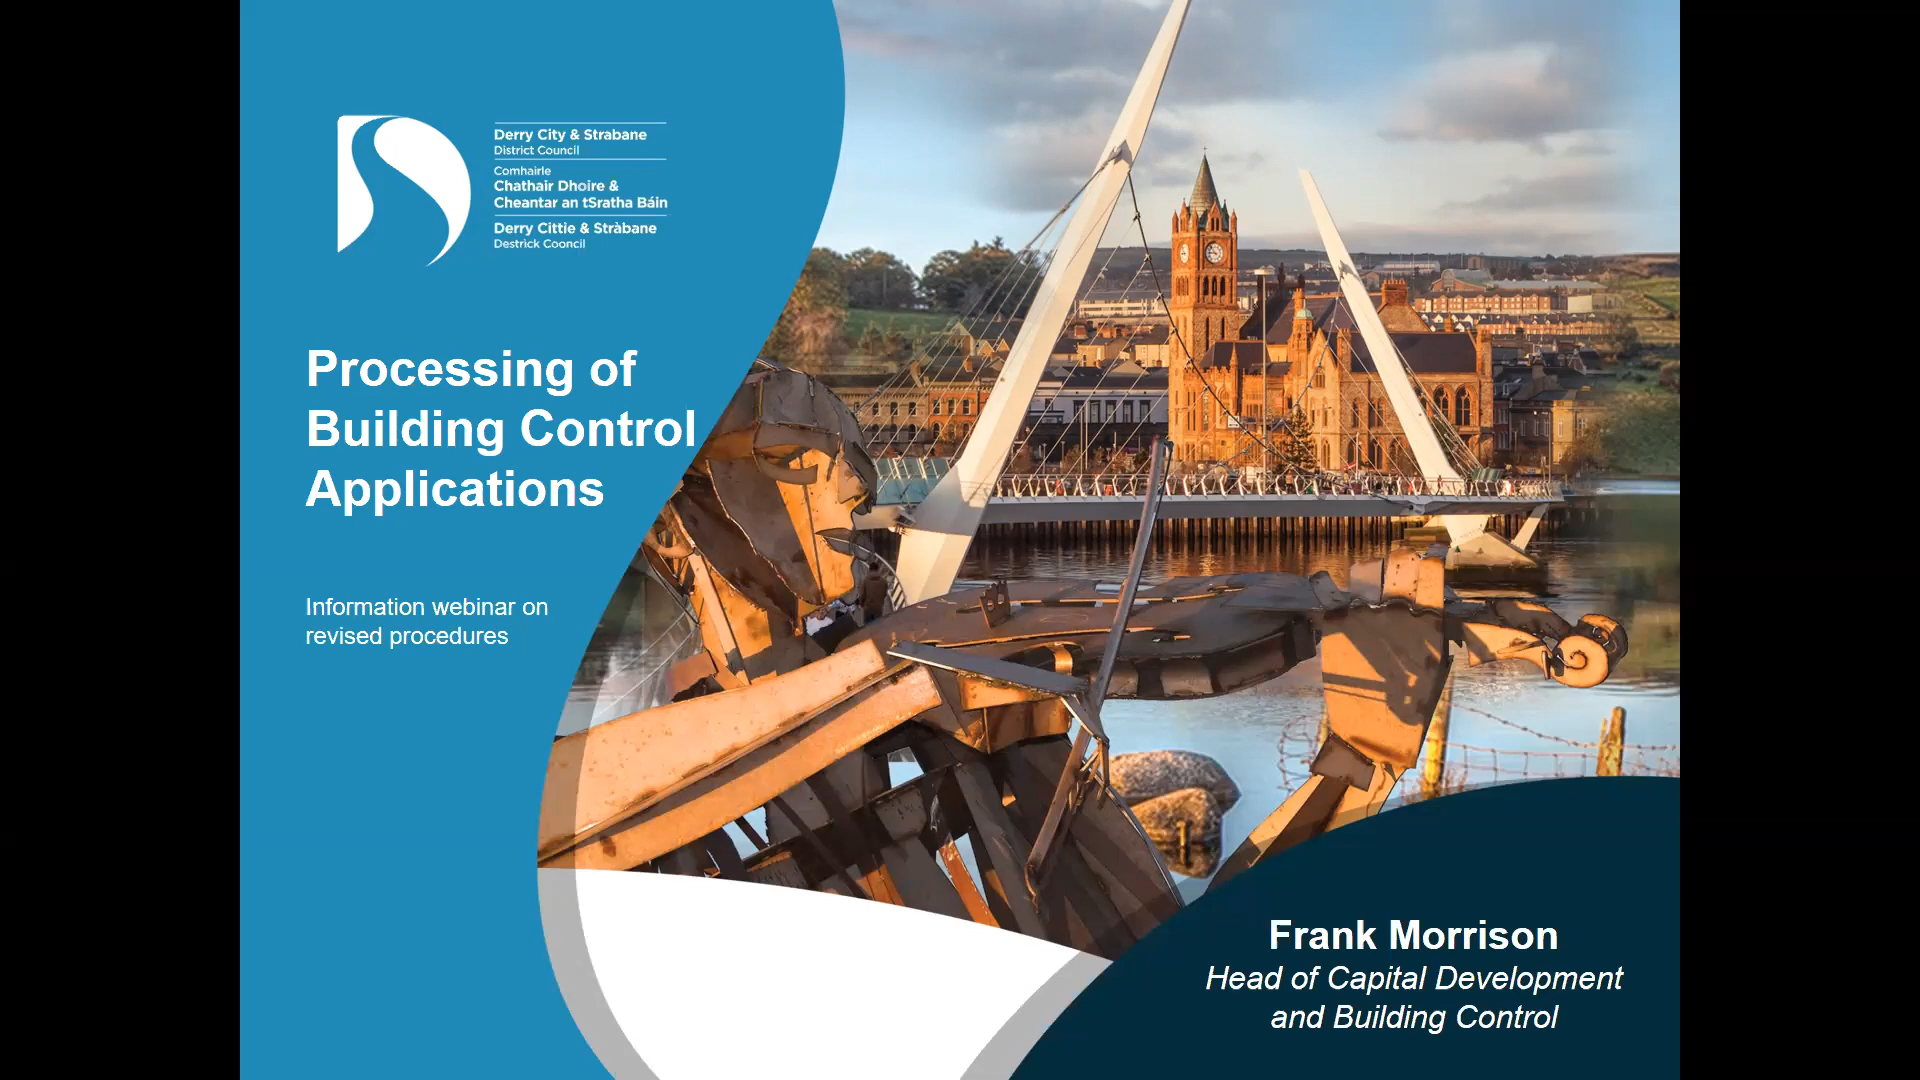 Derry City & Strabane
District Council
Comhairle
Chathair Dhoire &
Cheantar an tSratha Báin
Derry Cittie & Stràbane
Destrìck Cooncil
Processing of
Building Control
Applications
Information webinar on
revised procedures
Frank Morrison
Head of Capital Development
and Building Control